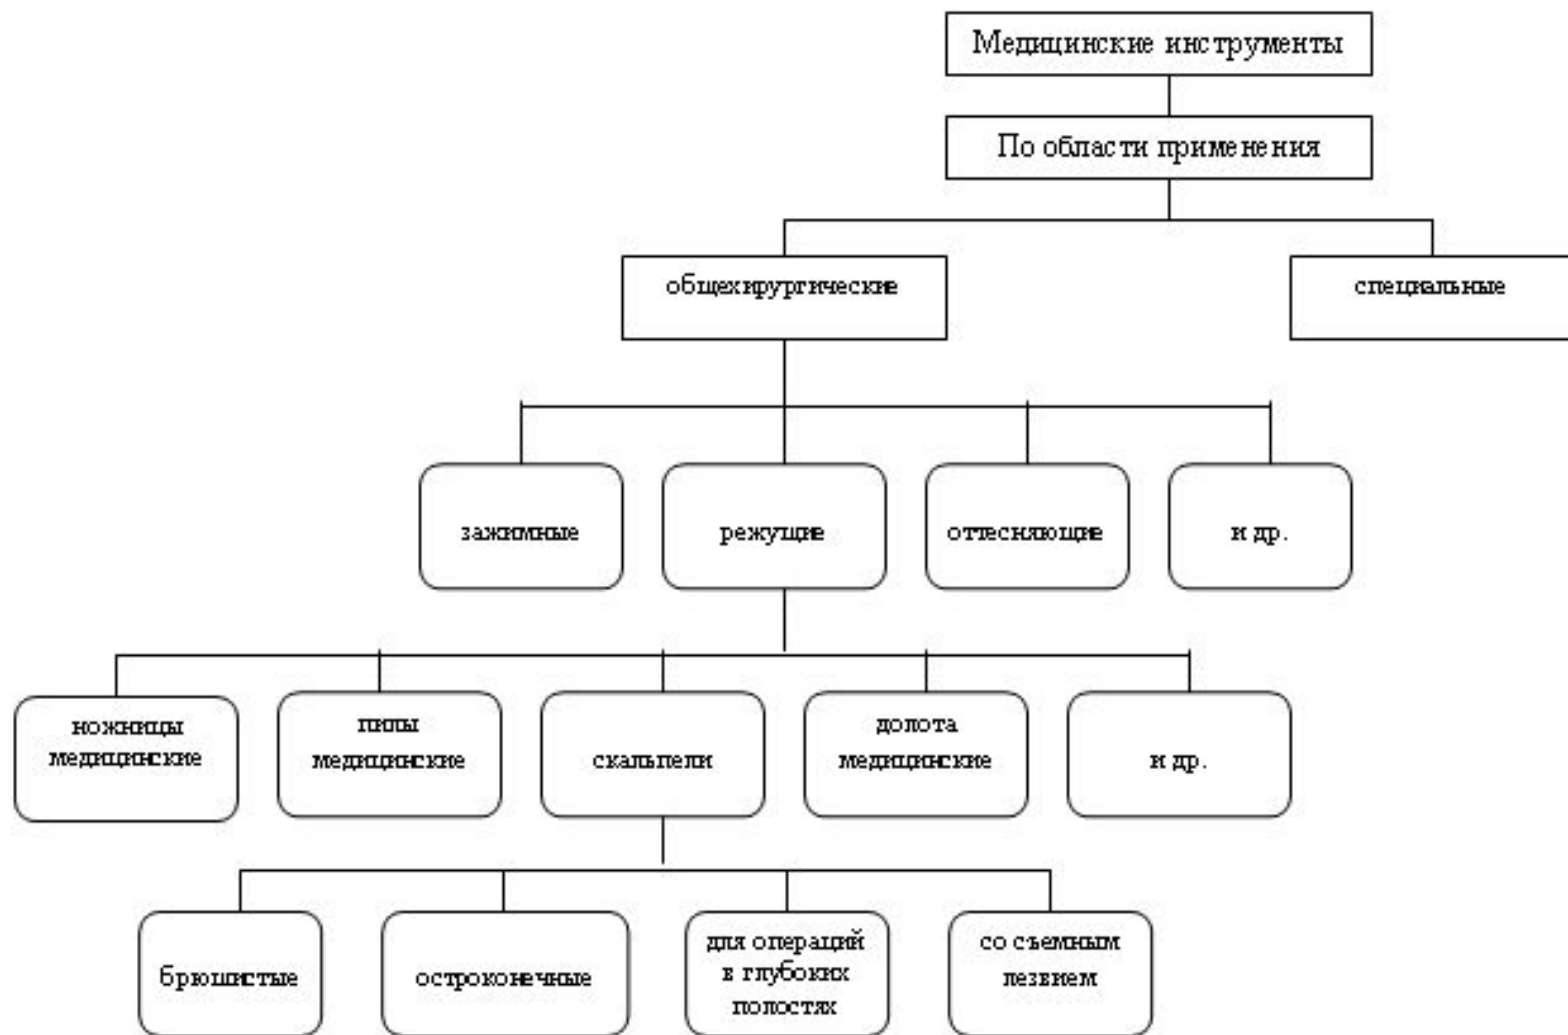 Медицинские инструменты
По области применения
общехирургические
специальные
зажимные
режущие
оттесняющие
и др.
ножницы
медицинские
пилы
медицинские
скальпели
долота
медицинские
и др.
брюшистые
остроконечные
для операций
в глубоких
полостях
со съемным
лезвием